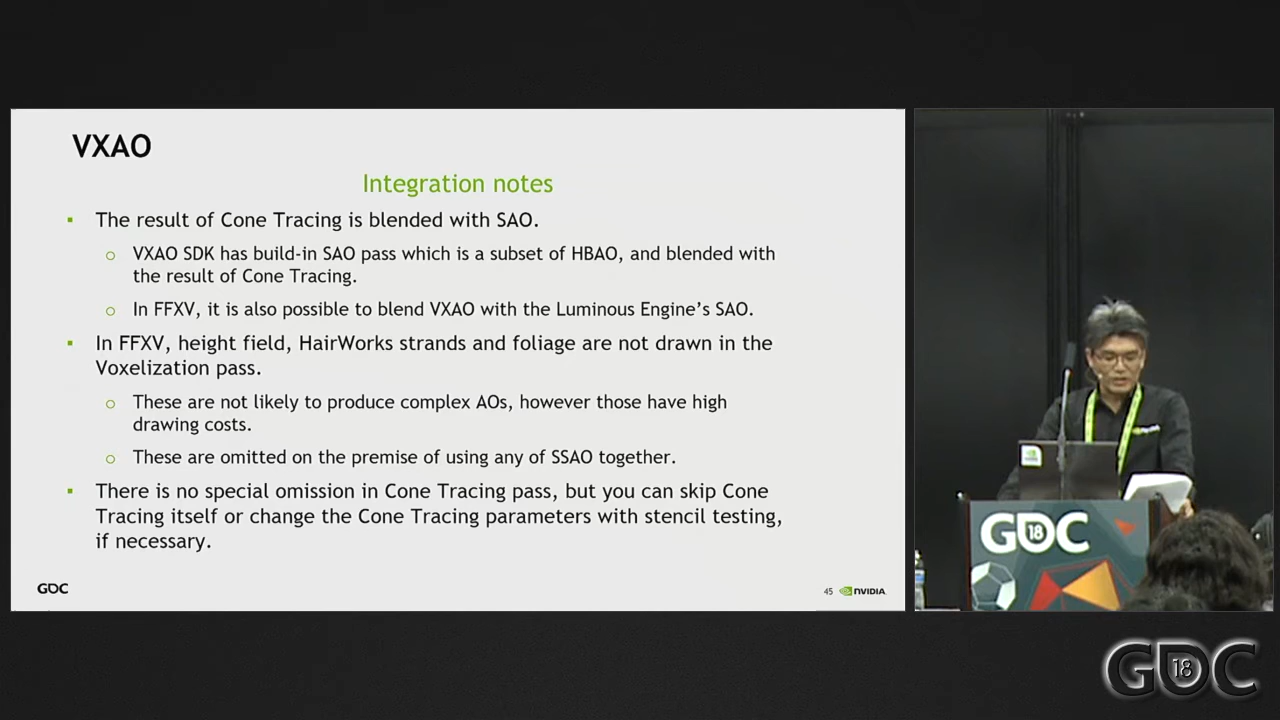 VXAO
Integration notes
▪ The result of Cone Tracing is blended with SAO.
o VXAO SDK has build-in SAO pass which is a subset of HBAO, and blended with
the result of Cone Tracing.
o In FFXV, it is also possible to blend VXAO with the Luminous Engine's SAO.
▪ In FFXV, height field, HairWorks strands and foliage are not drawn in the
Voxelization pass.
o These are not likely to produce complex AOs, however those have high
drawing costs.
o These are omitted on the premise of using any of SSAO together.
▪ There is no special omission in Cone Tracing pass, but you can skip Cone
Tracing itself or change the Cone Tracing parameters with stencil testing,
if necessary.
GDC
45 NVIDIA
GDC 18
GDC 18